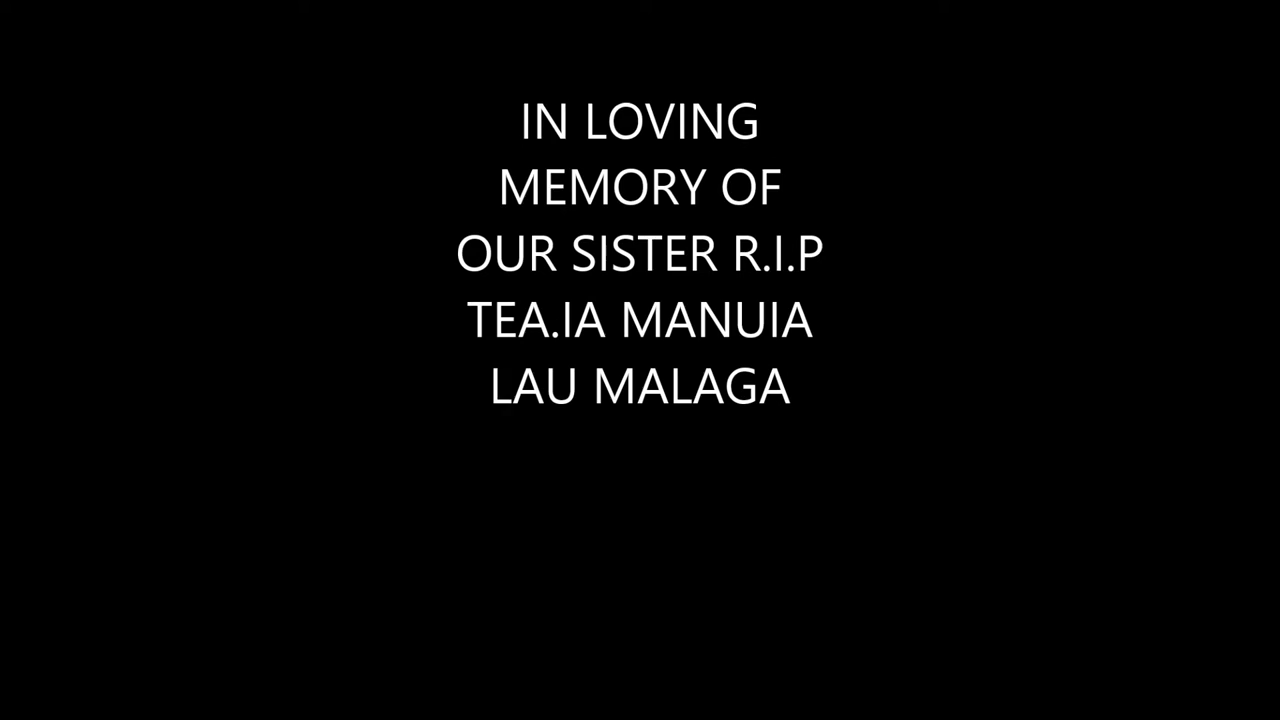 IN LOVING
MEMORY OF
OUR SISTER R.I.P
TEA.IA MANUIA
LAU MALAGA